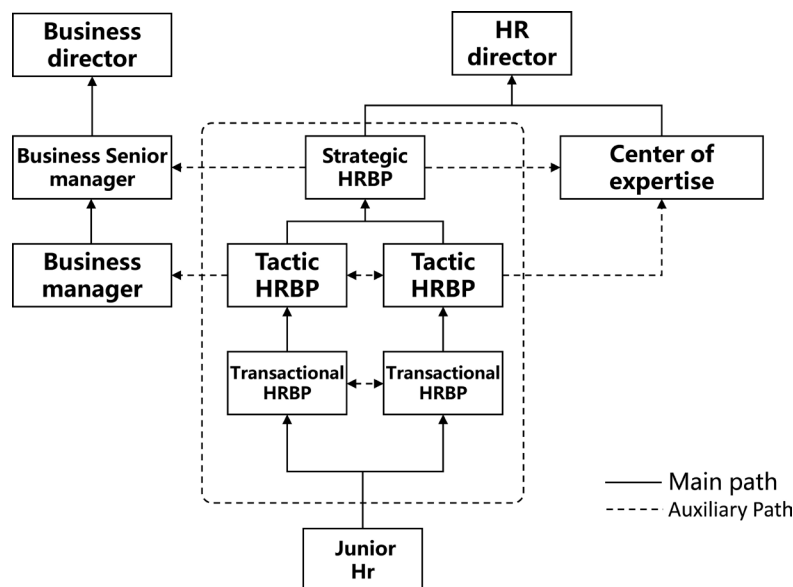 Business
director
HR
director
Business Senior
manager
Strategic
HRBP
Center of
expertise
Business
manager
Tactic
HRBP
Tactic
HRBP
Transactional
HRBP
Transactional
HRBP
Main path
Auxiliary Path
Junior
Hr